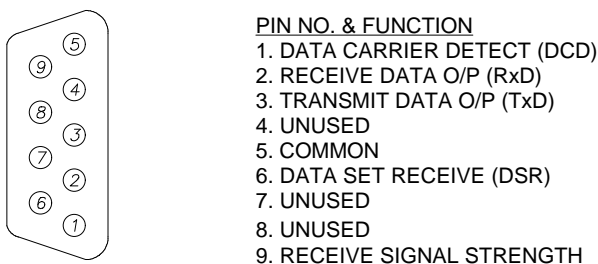 5
9
4
8
3
7
2
6
1
PIN NO. & FUNCTION
1. DATA CARRIER DETECT (DCD)
2. RECEIVE DATA O/P (RxD)
3. TRANSMIT DATA O/P (TxD)
4. UNUSED
5. COMMON
6. DATA SET RECEIVE (DSR)
7. UNUSED
8. UNUSED
9. RECEIVE SIGNAL STRENGTH